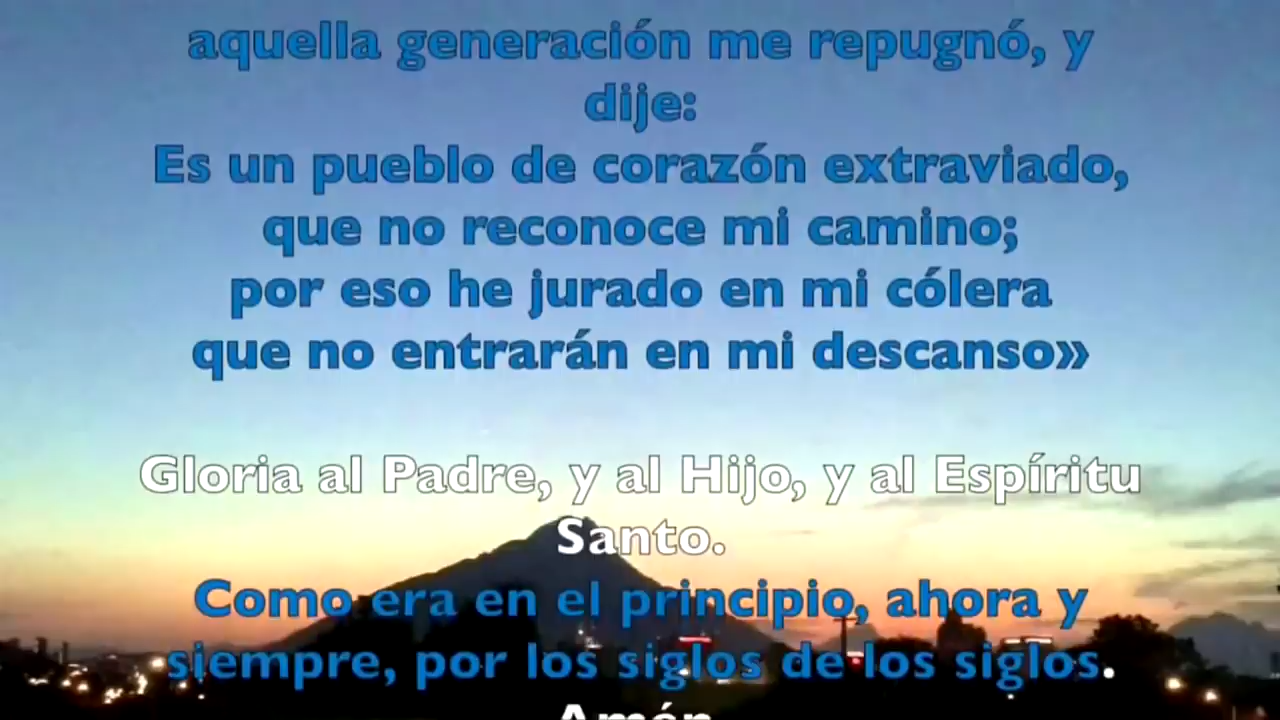 aquella generación me repugnó, y
dije:
Es un pueblo de corazón extraviado,
que no reconoce mi camino;
por eso he jurado en mi cólera
que no entrarán en mi descanso»
Gloria al Padre, y al Hijo, y al Espíritu
Santo.
Como era en el principio, ahora y
siempre, por los siglos de los siglos.
Amén